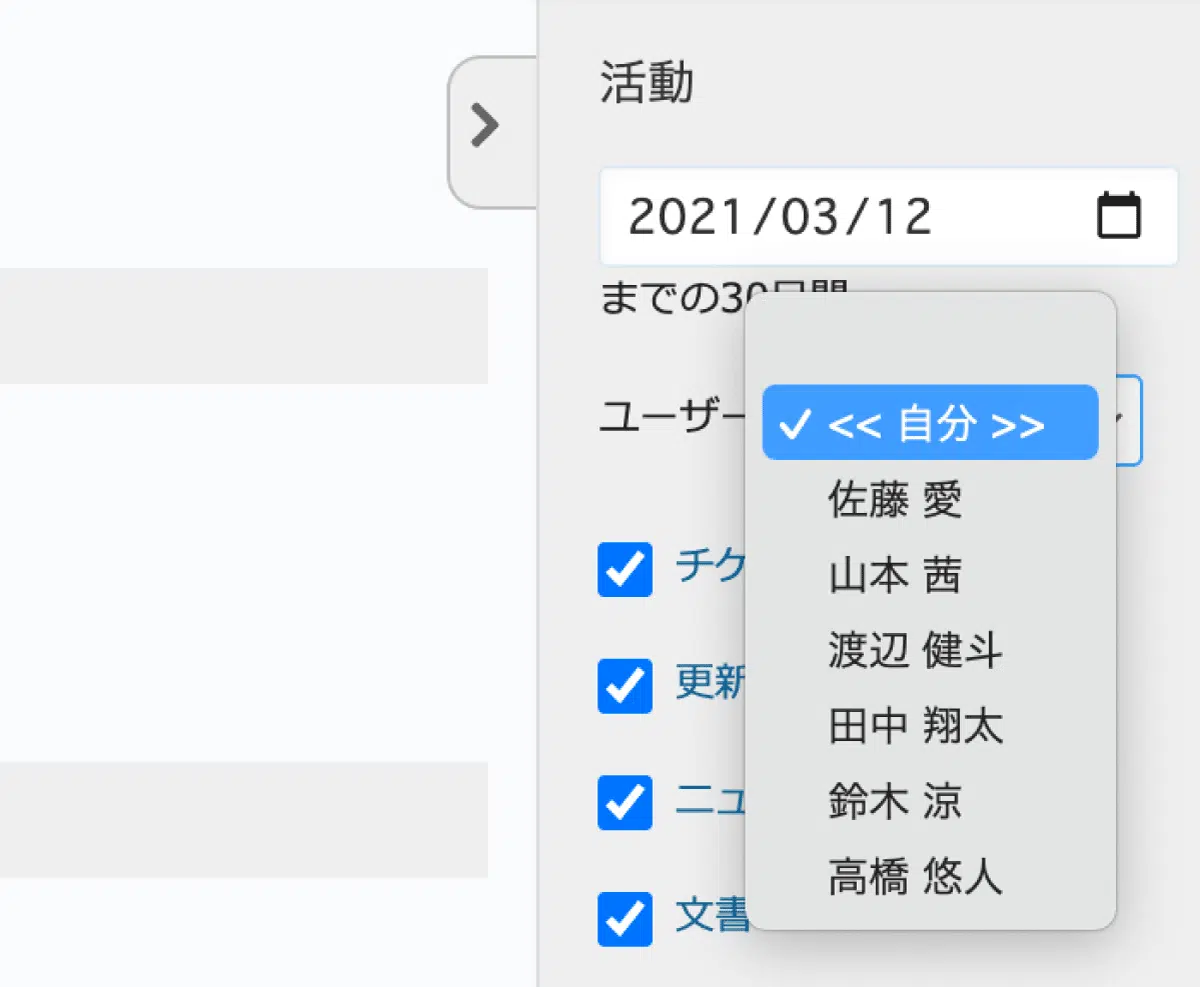 活動
2021/03/12
までの30日間
ユーザー
<< 自分 >>
佐藤 愛
山本 茜
渡辺 健斗
田中 翔太
鈴木 涼
高橋 悠人
チケ
更新
ニュ
文書